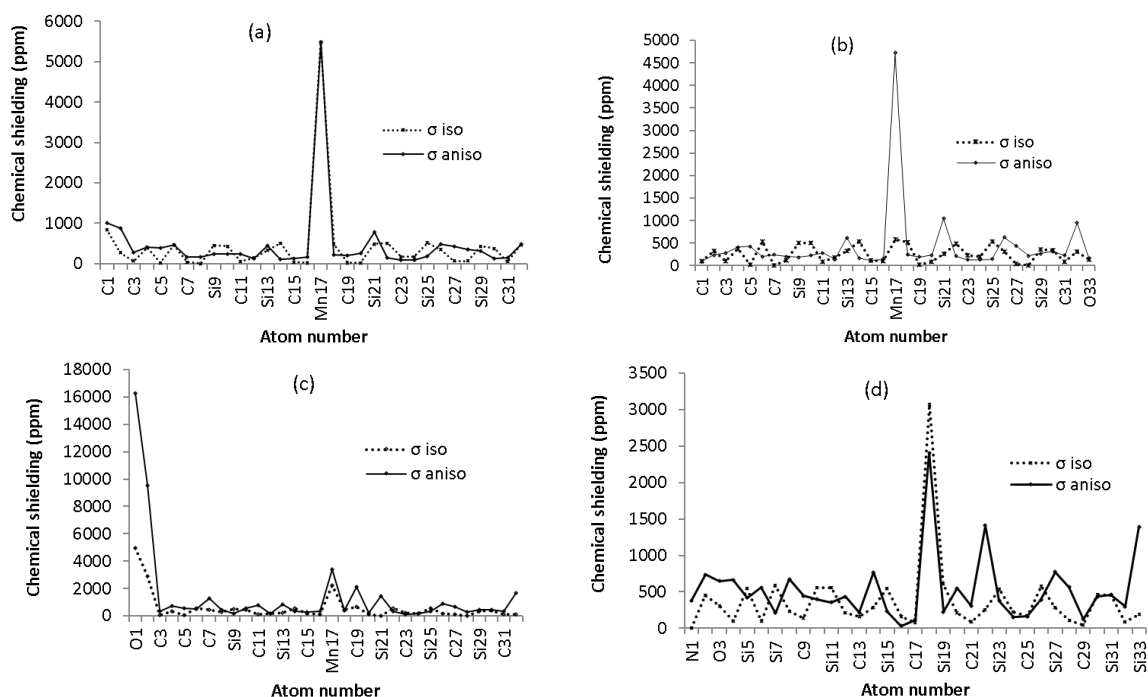 (a)
Chemical shielding (ppm)
6000
5000
4000
3000
2000
1000
0
σ iso
σ aniso
C1
C3
C5
C7
Si9
C11
Si13
C15
Mn17
C19
Si21
C23
Si25
C27
Si29
C31
Atom number
(b)
Chemical shielding (ppm)
5000
4500
4000
3500
3000
2500
2000
1500
1000
500
0
σ iso
σ aniso
C1
C3
C5
C7
Si9
C11
Si13
C15
Mn17
C19
Si21
C23
Si25
C27
Si29
C31
O33
Atom number
(c)
Chemical shielding (ppm)
18000
16000
14000
12000
10000
8000
6000
4000
2000
0
σ iso
σ aniso
O1
C3
C5
C7
Si9
C11
Si13
C15
Mn17
C19
Si21
C23
Si25
C27
Si29
C31
Atom number
(d)
Chemical shielding (ppm)
3500
3000
2500
2000
1500
1000
500
0
σ iso
σ aniso
N1
O3
Si5
Si7
C9
Si11
C13
Si15
C17
Si19
C21
Si23
C25
Si27
C29
Si31
Si33
Atom number